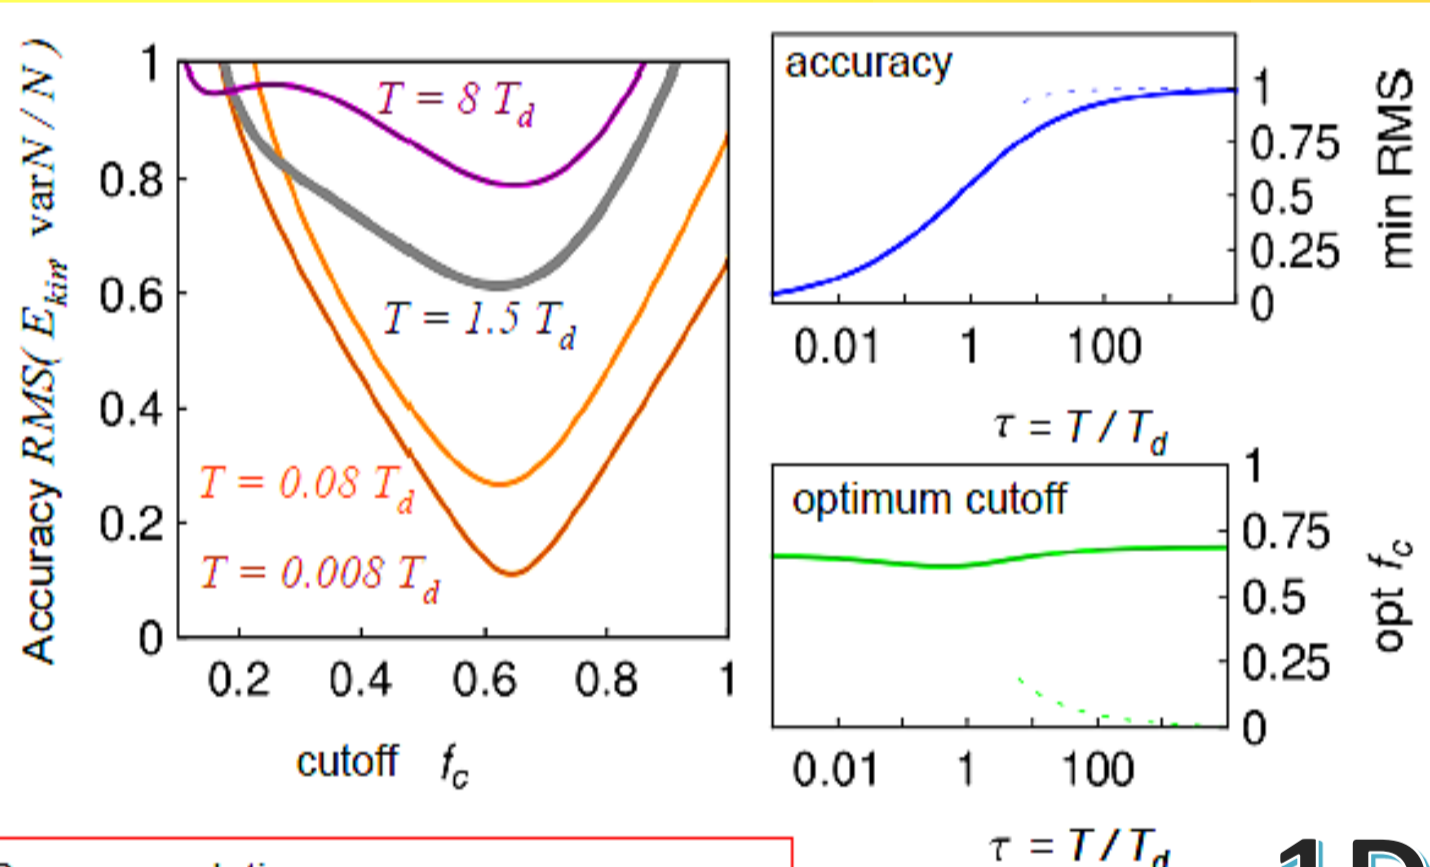 Accuracy RMS( E_kin, varN / N )
1
0.8
0.6
0.4
0.2
0
T = 8 T_d
T = 1.5 T_d
T = 0.08 T_d
T = 0.008 T_d
0.2 0.4 0.6 0.8 1
cutoff f_c
accuracy
1
0.75
0.5
0.25
0
min RMS
0.01 1 100
τ = T / T_d
optimum cutoff
1
0.75
0.5
0.25
0
opt f_c
0.01 1 100
τ = T / T_d
1D